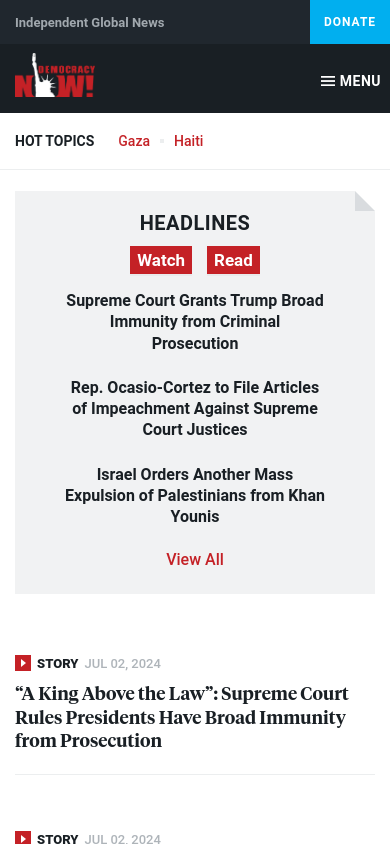 Independent Global News
DONATE
DEMOCRACY
NOW!
MENU
HOT TOPICS
Gaza
Haiti
HEADLINES
Watch
Read
Supreme Court Grants Trump Broad
Immunity from Criminal
Prosecution
Rep. Ocasio-Cortez to File Articles
of Impeachment Against Supreme
Court Justices
Israel Orders Another Mass
Expulsion of Palestinians from Khan
Younis
View All
STORY JUL 02, 2024
“A King Above the Law”: Supreme Court
Rules Presidents Have Broad Immunity
from Prosecution
STORY JUL 02, 2024